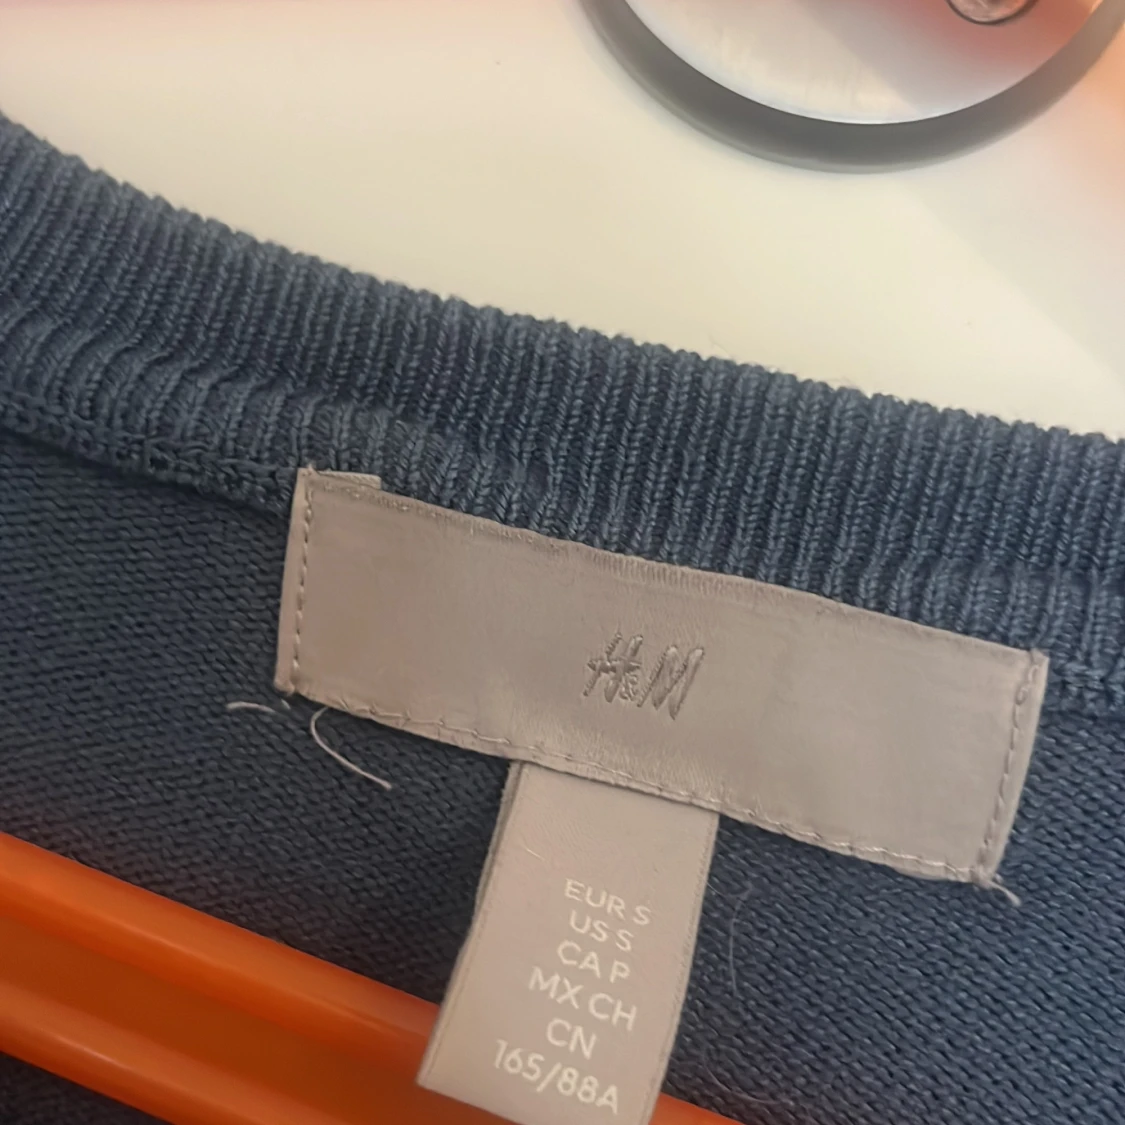 H&M
EUR S
US S
CA P
MX CH
CN
165/88A